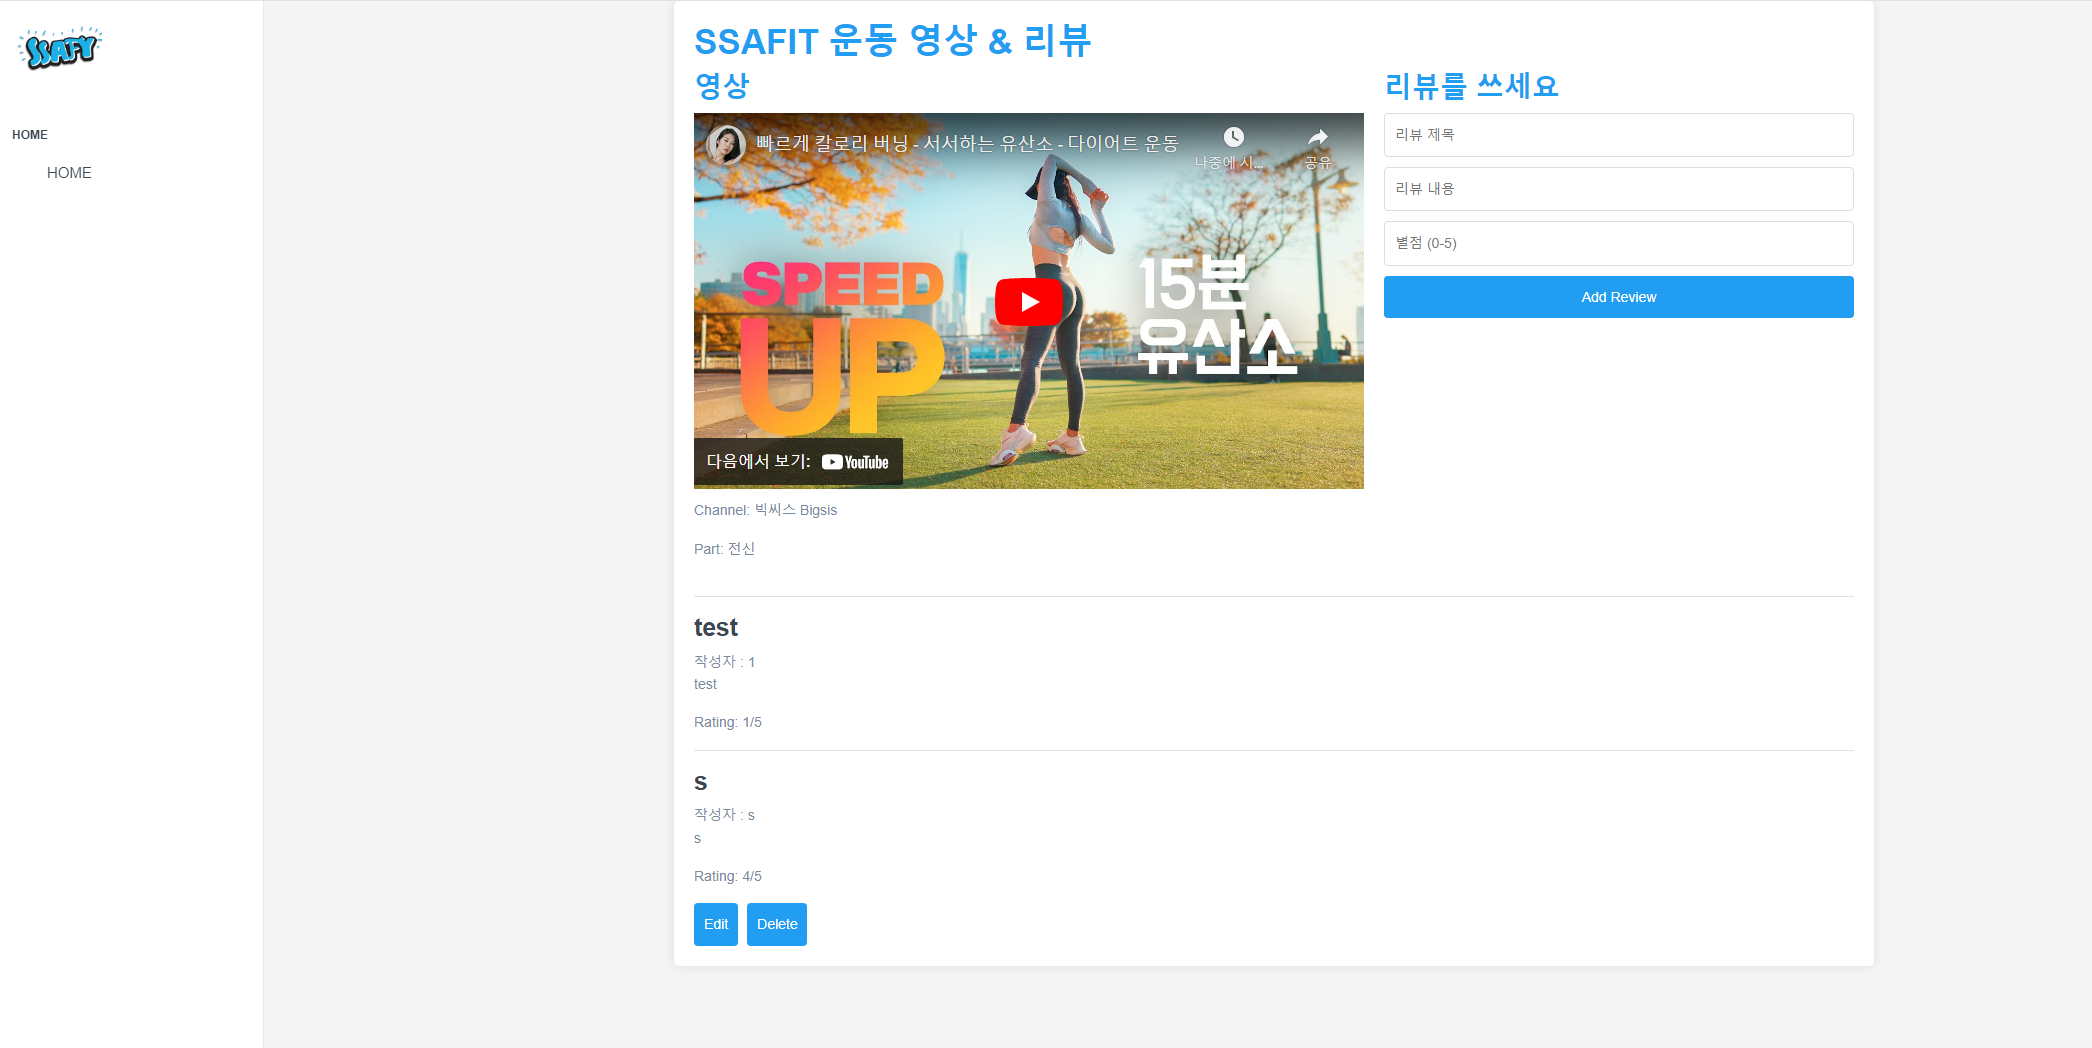 SSAFY
HOME
HOME
SSAFIT 운동 영상 & 리뷰
영상
빠르게 칼로리 버닝 - 서서하는 유산소 - 다이어트 운동
나중에 시...
공유
SPEED
UP
15분
유산소
다음에서 보기: YouTube
Channel: 빅씨스 Bigsis
Part: 전신
리뷰를 쓰세요
리뷰 제목
리뷰 내용
별점 (0-5)
Add Review
test
작성자 : 1
test
Rating: 1/5
s
작성자 : s
s
Rating: 4/5
Edit
Delete